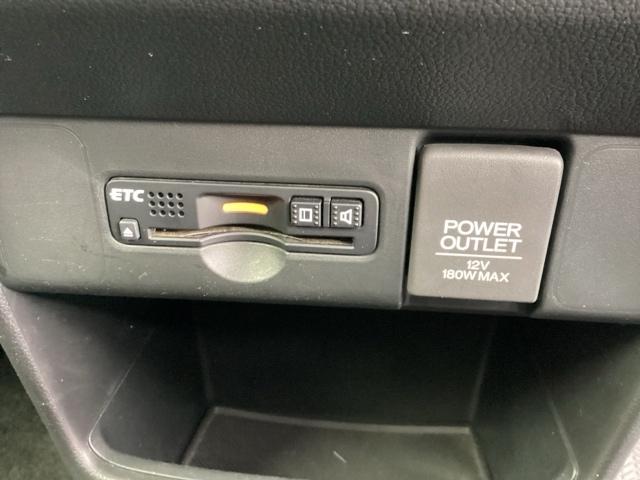 ETC
POWER
OUTLET
12V
180W MAX